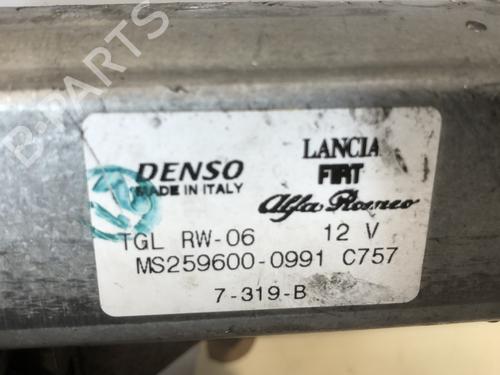 B-PARTS
DENSO
MADE IN ITALY
LANCIA
FIAT
Alfa Romeo
TGL RW-06 12 V
MS259600-0991 C757
7-319-B